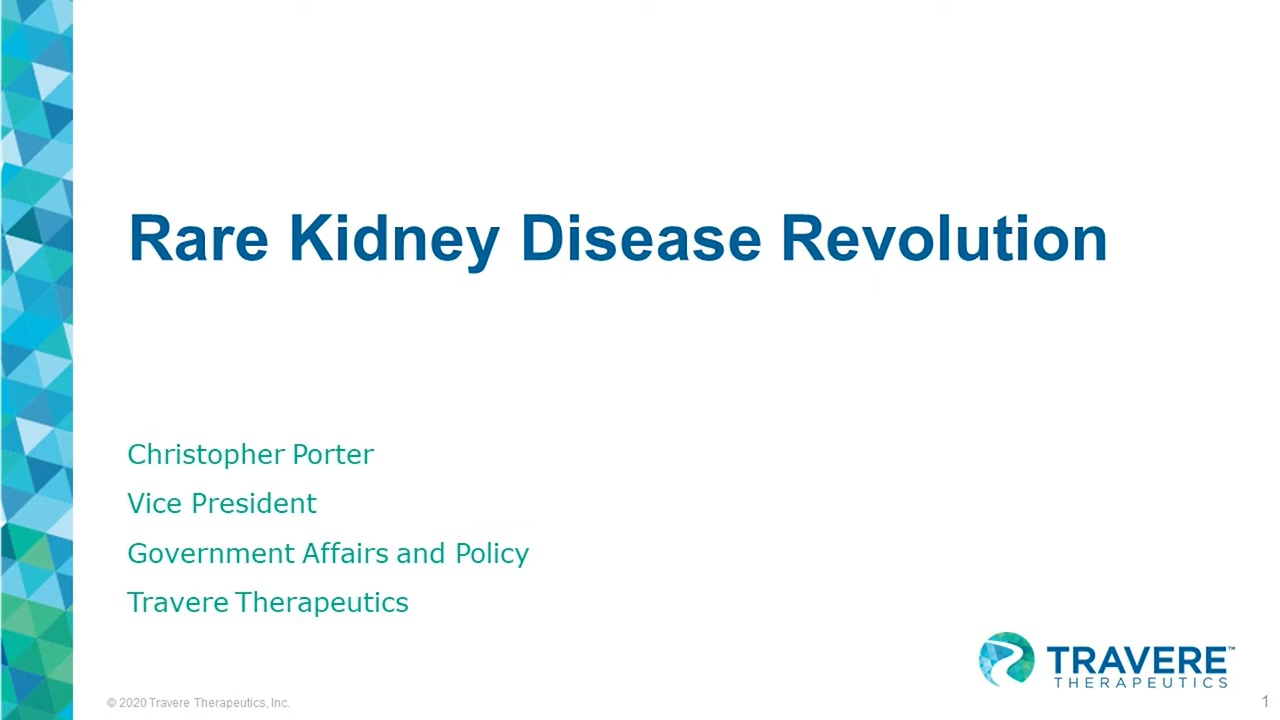 Rare Kidney Disease Revolution
Christopher Porter
Vice President
Government Affairs and Policy
Travere Therapeutics
TRAVERE™
THERAPEUTICS
© 2020 Travere Therapeutics, Inc.
1